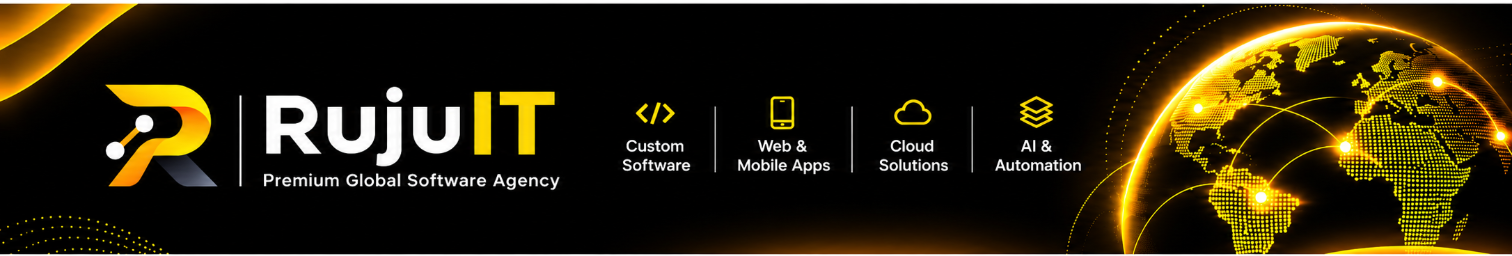 RujuIT
Premium Global Software Agency
Custom
Software
Web &
Mobile Apps
Cloud
Solutions
AI &
Automation